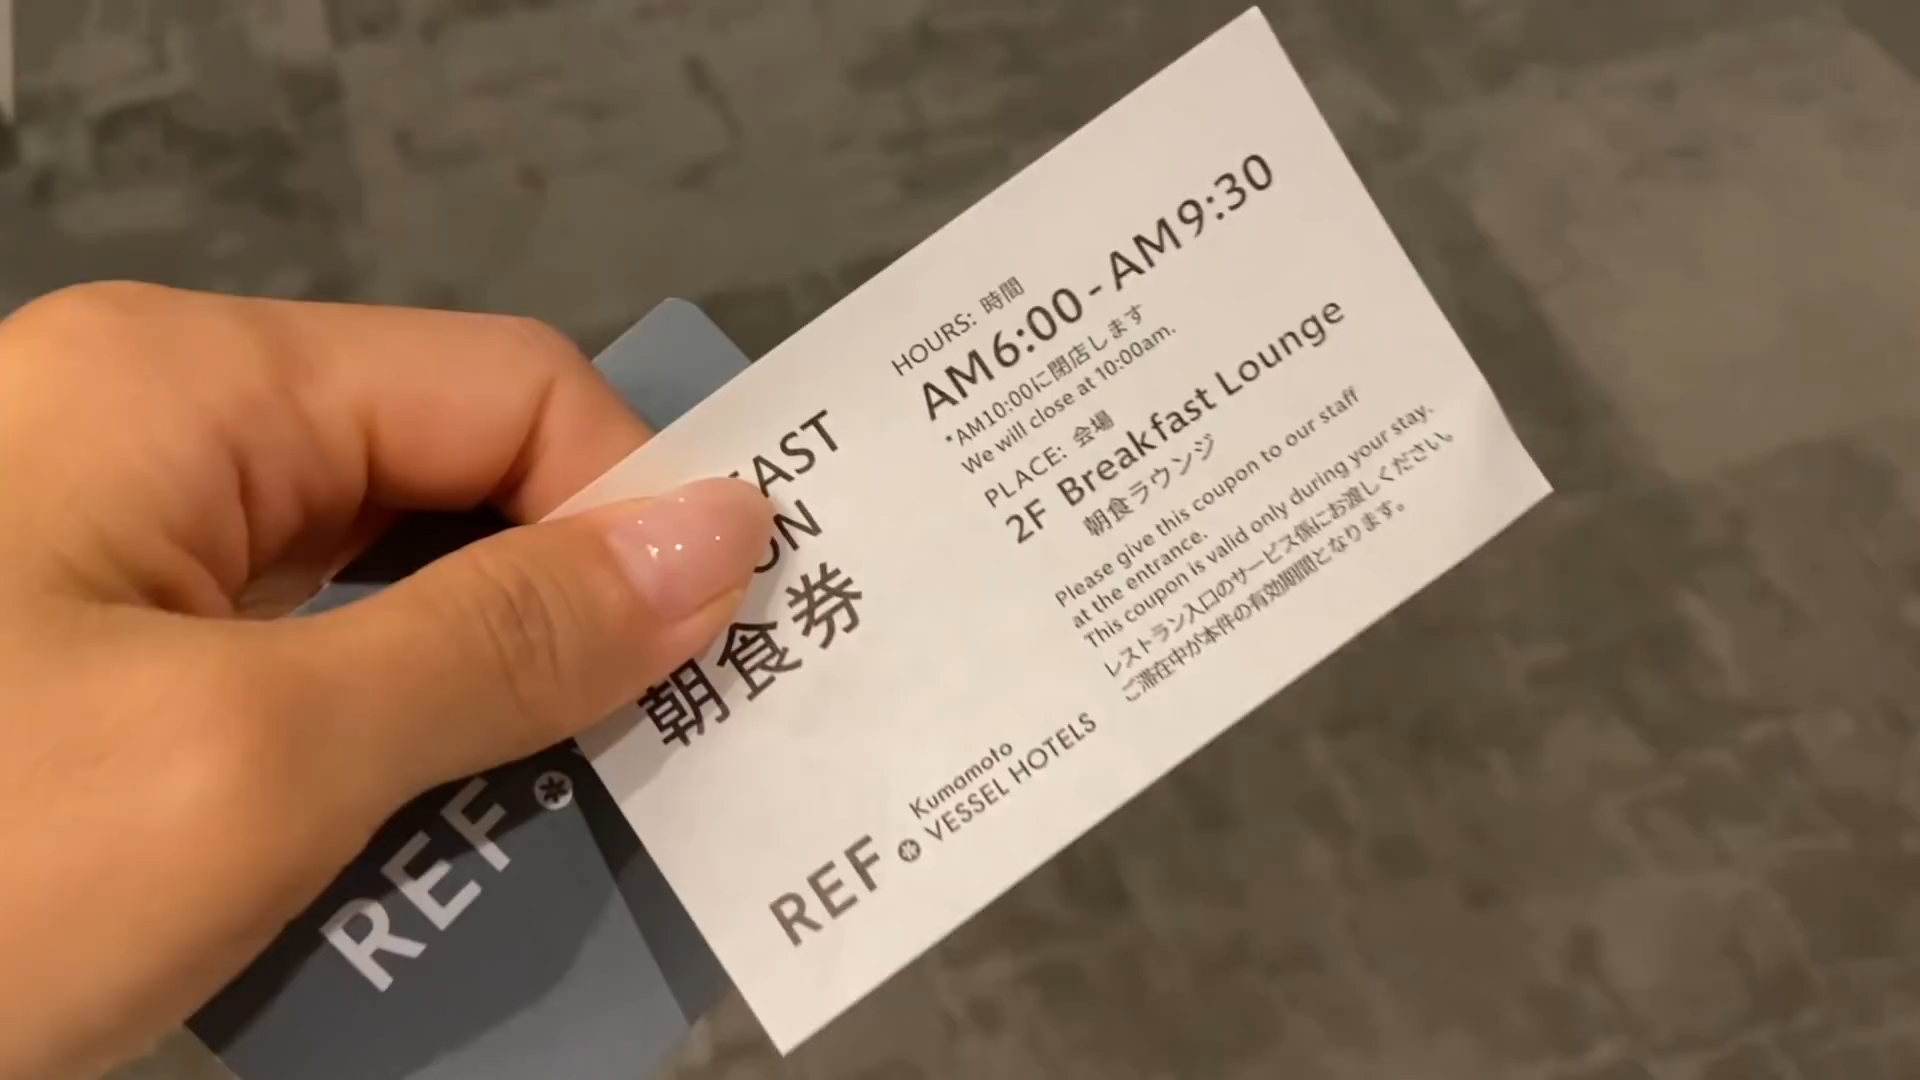 朝食券
HOURS: 時間
AM6:00-AM9:30
*AM10:00に閉店します
We will close at 10:00am.
PLACE: 会場
2F Breakfast Lounge
朝食ラウンジ
Please give this coupon to our staff
at the entrance.
This coupon is valid only during your stay.
レストラン入口のサービス係にお渡しください。
ご滞在中が本件の有効期間となります。
REF
Kumamoto
VESSEL HOTELS
REF